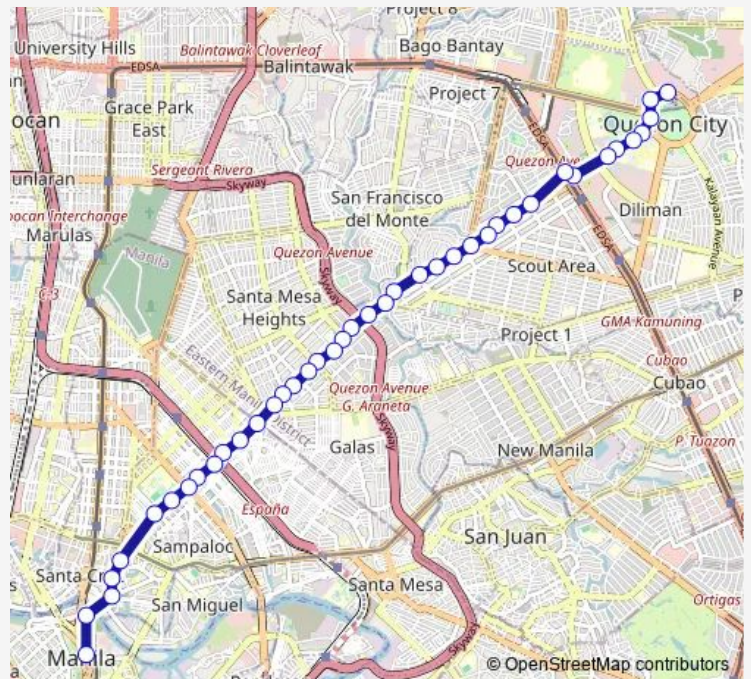 Project 8
University Hills
Balintawak Cloverleaf
Bago Bantay
EDSA
Balintawak
Project 7
Grace Park
East
ocan
EDSA
Quezon City
Sergeant Rivera
Quezon Ave
unlaran
Skyway
Kalayaan Avenue
San Francisco
del Monte
Diliman
Marulas
Manila
EDSA
Quezon Avenue
Skyway
Scout Area
C-3
Santa Mesa
Heights
GMA Kamuning
Project 1
Eastern Manila District
Cubao
Cubao
Quezon Avenue
G. Araneta
Skyway
P. Tuazon
Galas
New Manila
España
San Juan
Sampaloc
Santa Cr
Santa Mesa
San Miguel
Ortigas
Skyway
Manila
© OpenStreetMap contributors